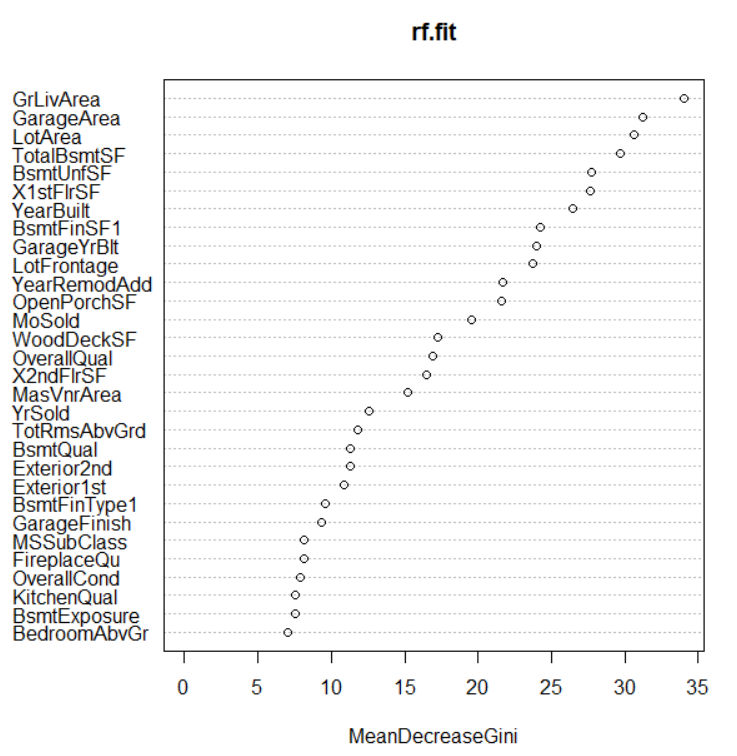 rf.fit
GrLivArea
GarageArea
LotArea
TotalBsmtSF
BsmtUnfSF
X1stFlrSF
YearBuilt
BsmtFinSF1
GarageYrBlt
LotFrontage
YearRemodAdd
OpenPorchSF
MoSold
WoodDeckSF
OverallQual
X2ndFlrSF
MasVnrArea
YrSold
TotRmsAbvGrd
BsmtQual
Exterior2nd
Exterior1st
BsmtFinType1
GarageFinish
MSSubClass
FireplaceQu
OverallCond
KitchenQual
BsmtExposure
BedroomAbvGr
0 5 10 15 20 25 30 35
MeanDecreaseGini